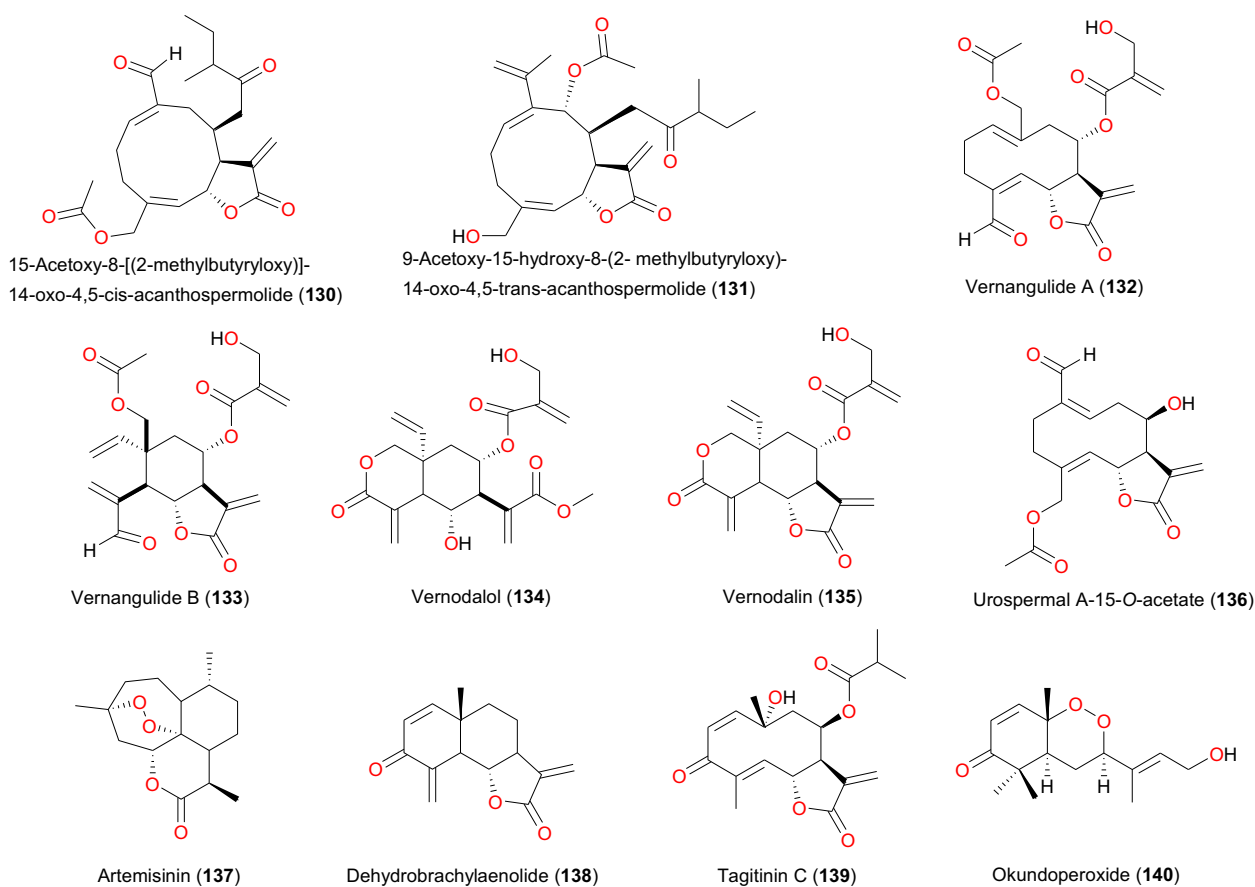 15-Acetoxy-8-[(2-methylbutyryloxy)]-
14-oxo-4,5-cis-acanthospermolide (130)
9-Acetoxy-15-hydroxy-8-(2- methylbutyryloxy)-
14-oxo-4,5-trans-acanthospermolide (131)
Vernangulide A (132)
Vernangulide B (133)
Vernodalol (134)
Vernodalin (135)
Urospermal A-15-O-acetate (136)
Artemisinin (137)
Dehydrobrachylaenolide (138)
Tagitinin C (139)
Okundoperoxide (140)